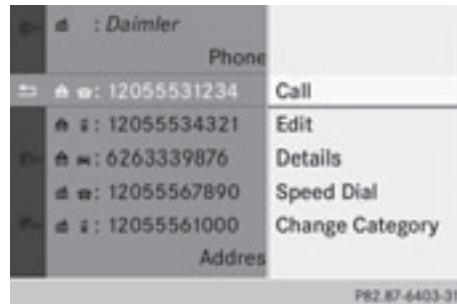 : Daimler
Phone
: 12055531234 Call
: 12055534321 Edit
: 6263339876 Details
: 12055567890 Speed Dial
: 12055561000 Change Category
Addres
P82.87-6403-31